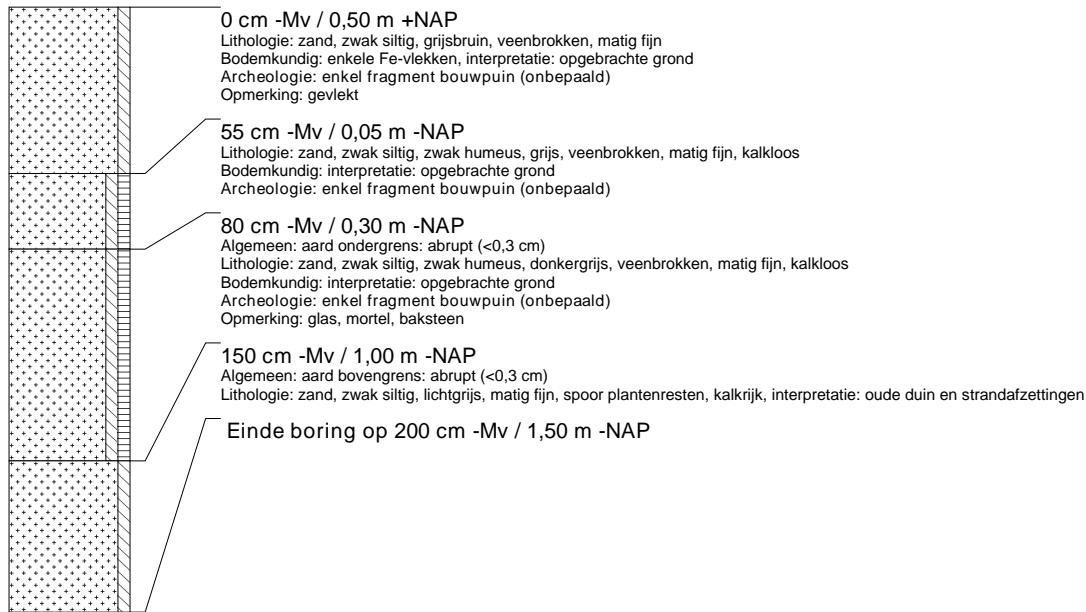 0 cm -Mv / 0,50 m +NAP
Lithologie: zand, zwak siltig, grijsbruin, veenbrokken, matig fijn
Bodemkundig: enkele Fe-vlekken, interpretatie: opgebrachte grond
Archeologie: enkel fragment bouwpuin (onbepaald)
Opmerking: gevlekt
55 cm -Mv / 0,05 m -NAP
Lithologie: zand, zwak siltig, zwak humeus, grijs, veenbrokken, matig fijn, kalkloos
Bodemkundig: interpretatie: opgebrachte grond
Archeologie: enkel fragment bouwpuin (onbepaald)
80 cm -Mv / 0,30 m -NAP
Algemeen: aard ondergrens: abrupt (<0,3 cm)
Lithologie: zand, zwak siltig, zwak humeus, donkergrijs, veenbrokken, matig fijn, kalkloos
Bodemkundig: interpretatie: opgebrachte grond
Archeologie: enkel fragment bouwpuin (onbepaald)
Opmerking: glas, mortel, baksteen
150 cm -Mv / 1,00 m -NAP
Algemeen: aard bovengrens: abrupt (<0,3 cm)
Lithologie: zand, zwak siltig, lichtgrijs, matig fijn, spoor plantenresten, kalkrijk, interpretatie: oude duin en strandafzettingen
Einde boring op 200 cm -Mv / 1,50 m -NAP